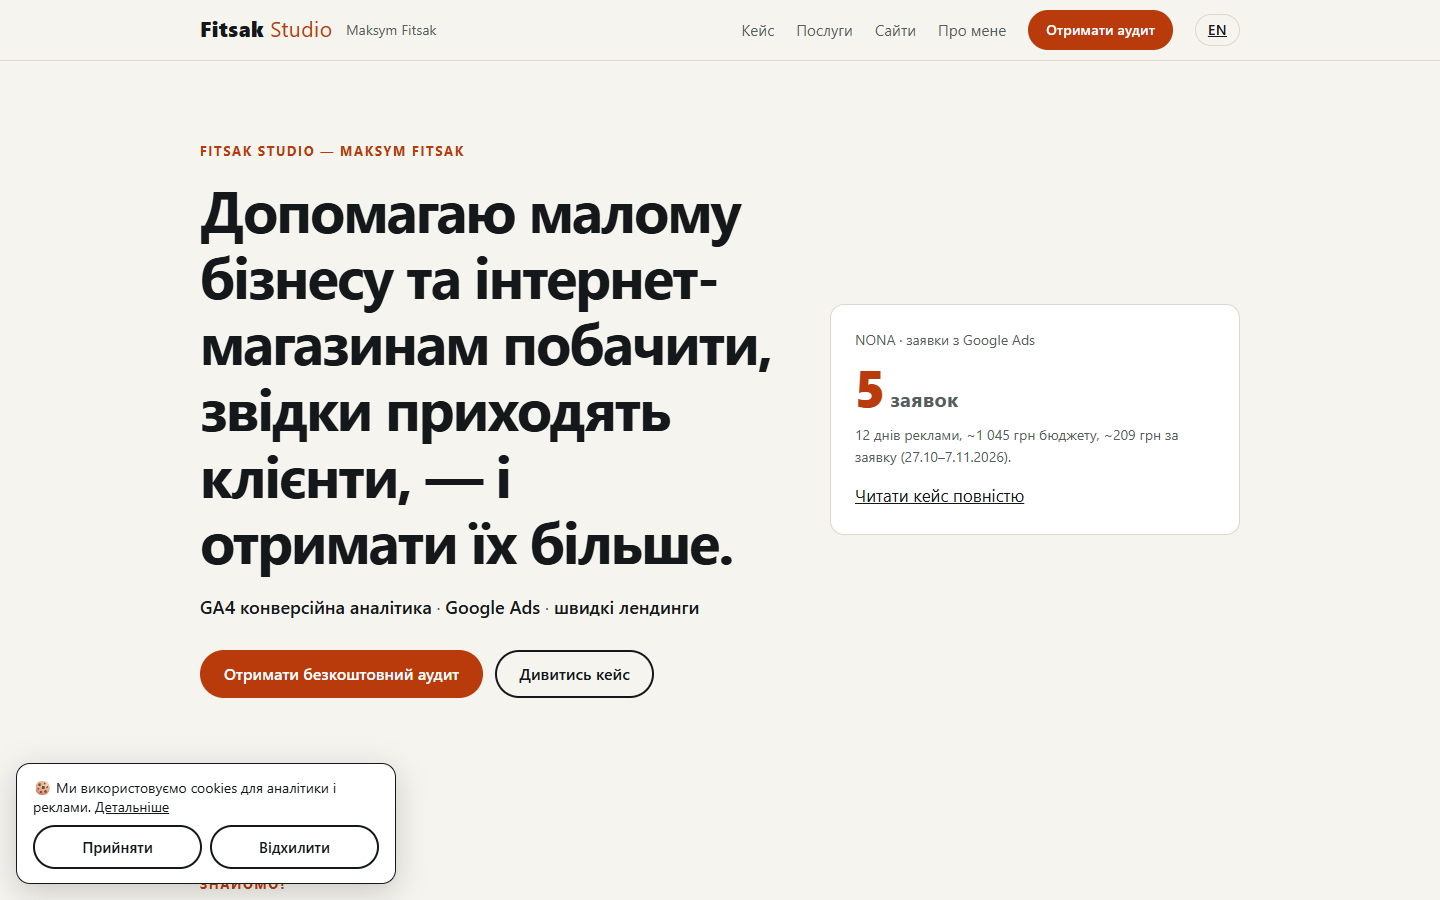 Fitsak Studio Maksym Fitsak
Кейс Послуги Сайти Про мене Отримати аудит EN
FITSAK STUDIO — MAKSYM FITSAK
Допомагаю малому
бізнесу та інтернет-
магазинам побачити,
звідки приходять
клієнти, — і
отримати їх більше.
GA4 конверсійна аналітика · Google Ads · швидкі лендинги
Отримати безкоштовний аудит Дивитись кейс
NONA · заявки з Google Ads
5 заявок
12 днів реклами, ~1 045 грн бюджету, ~209 грн за
заявку (27.10–7.11.2026).
Читати кейс повністю
🍪 Ми використовуємо cookies для аналітики і
реклами. Детальніше
Прийняти Відхилити
ЗНАЙОМО?